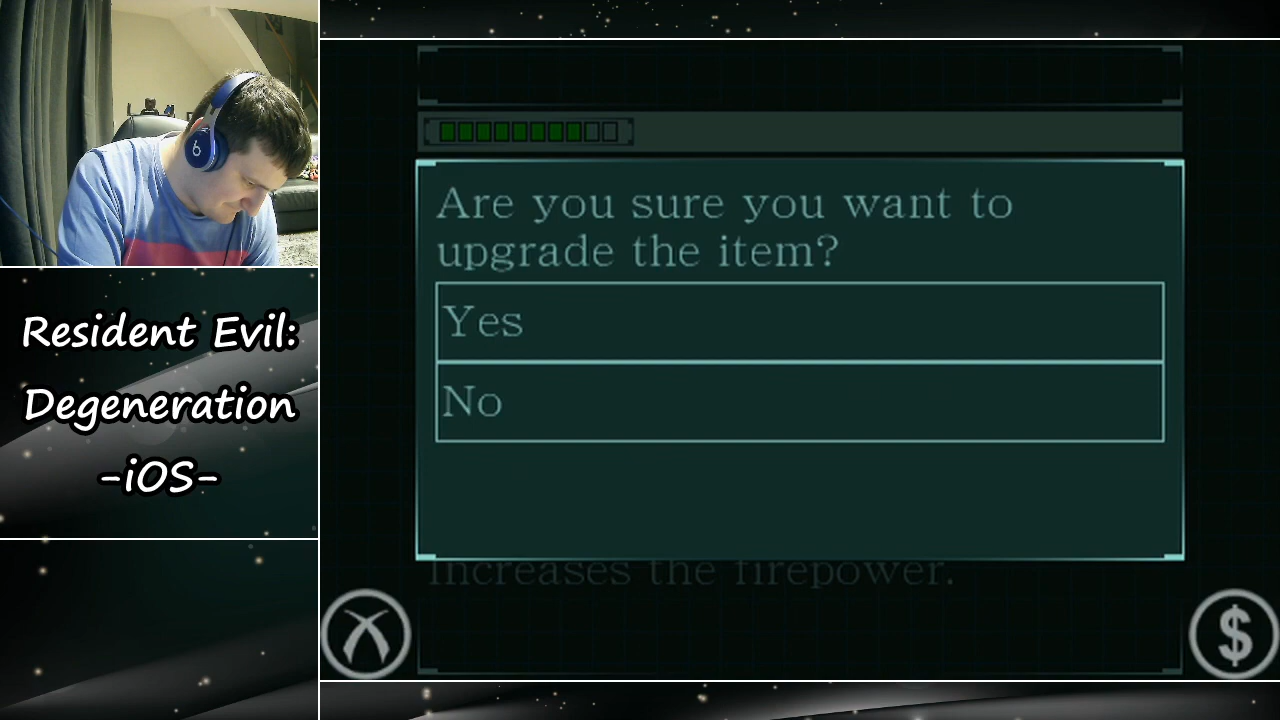 Resident Evil:
Degeneration
-iOS-
Are you sure you want to
upgrade the item?
Yes
No
Increases the firepower.
$